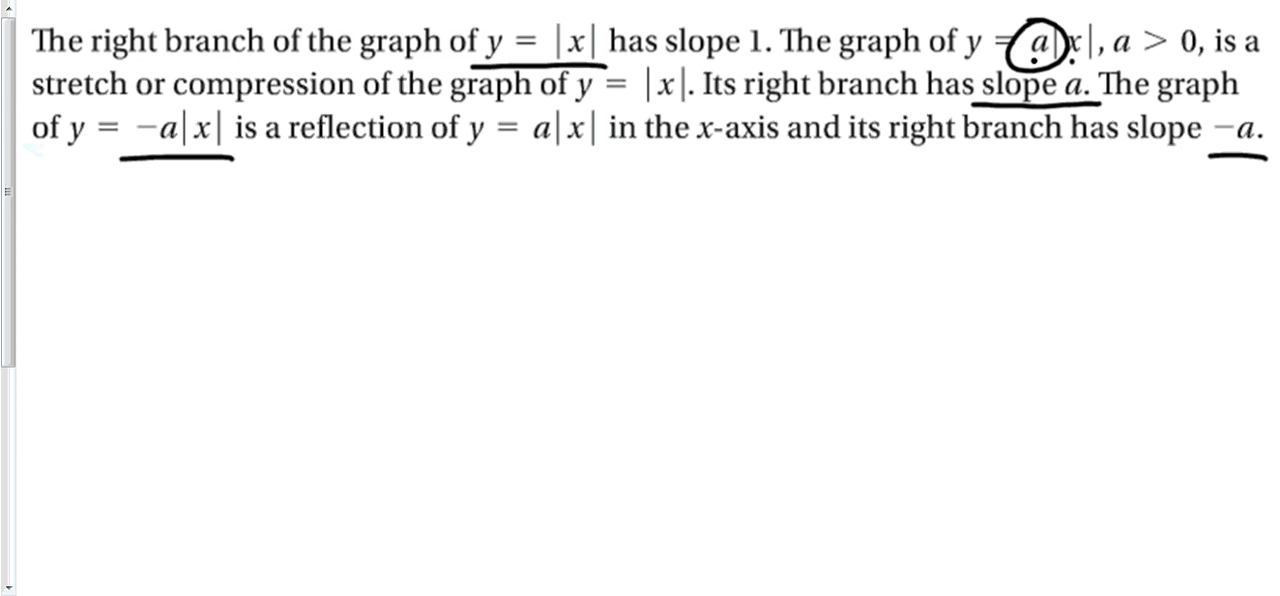 The right branch of the graph of y = |x| has slope 1. The graph of y = a|x|, a > 0, is a
stretch or compression of the graph of y = |x|. Its right branch has slope a. The graph
of y = −a|x| is a reflection of y = a|x| in the x-axis and its right branch has slope −a.